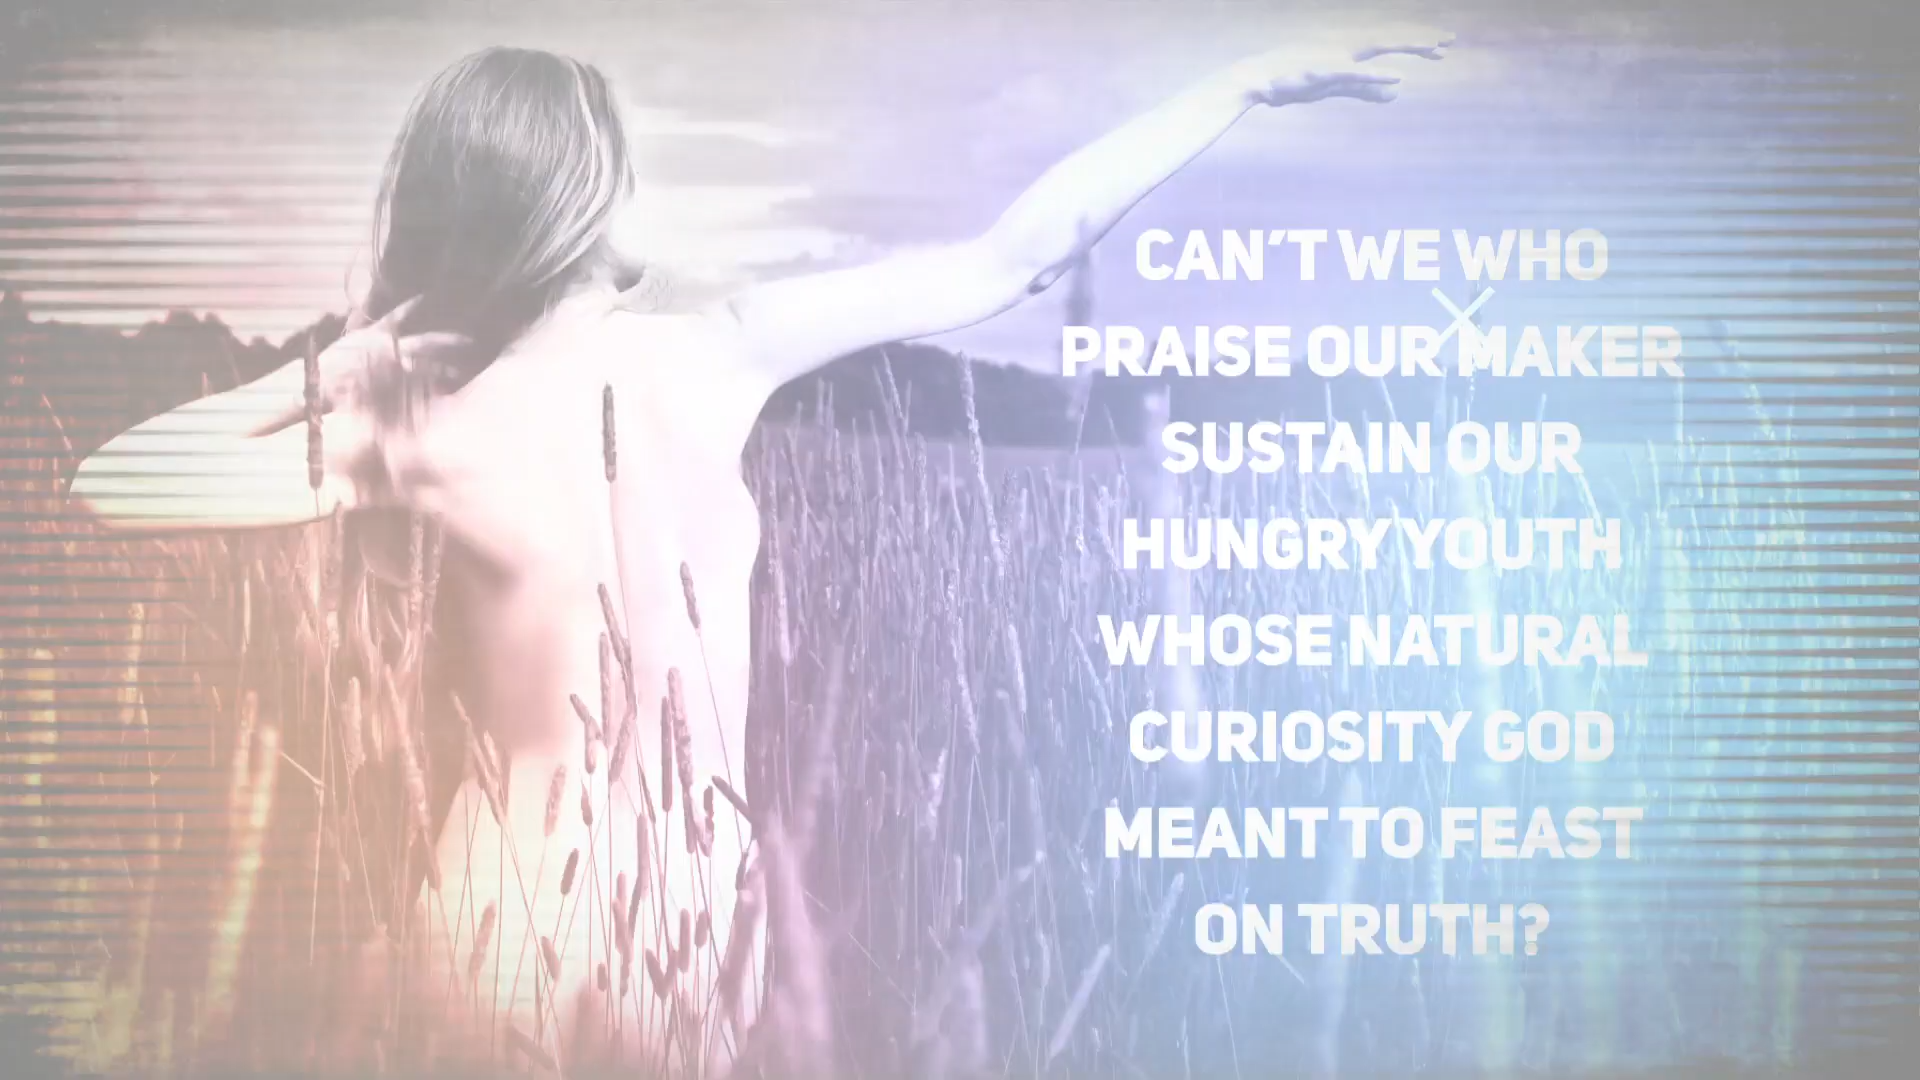 CAN'T WE WHO
PRAISE OUR MAKER
SUSTAIN OUR
HUNGRY YOUTH
WHOSE NATURAL
CURIOSITY GOD
MEANT TO FEAST
ON TRUTH?